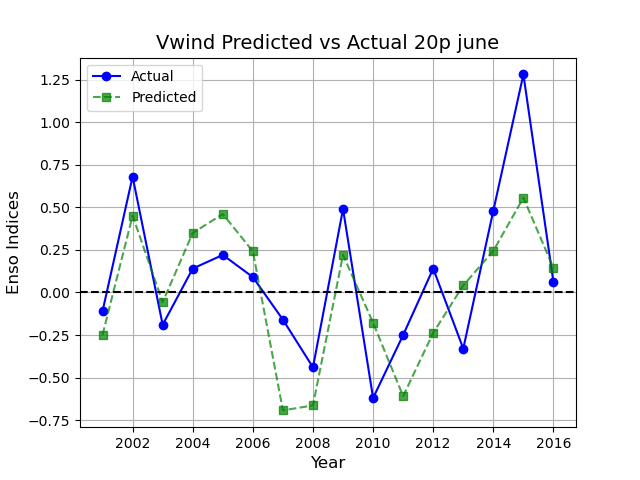 Vwind Predicted vs Actual 20p june
Actual
Predicted
Enso Indices
1.25
1.00
0.75
0.50
0.25
0.00
−0.25
−0.50
−0.75
2002 2004 2006 2008 2010 2012 2014 2016
Year